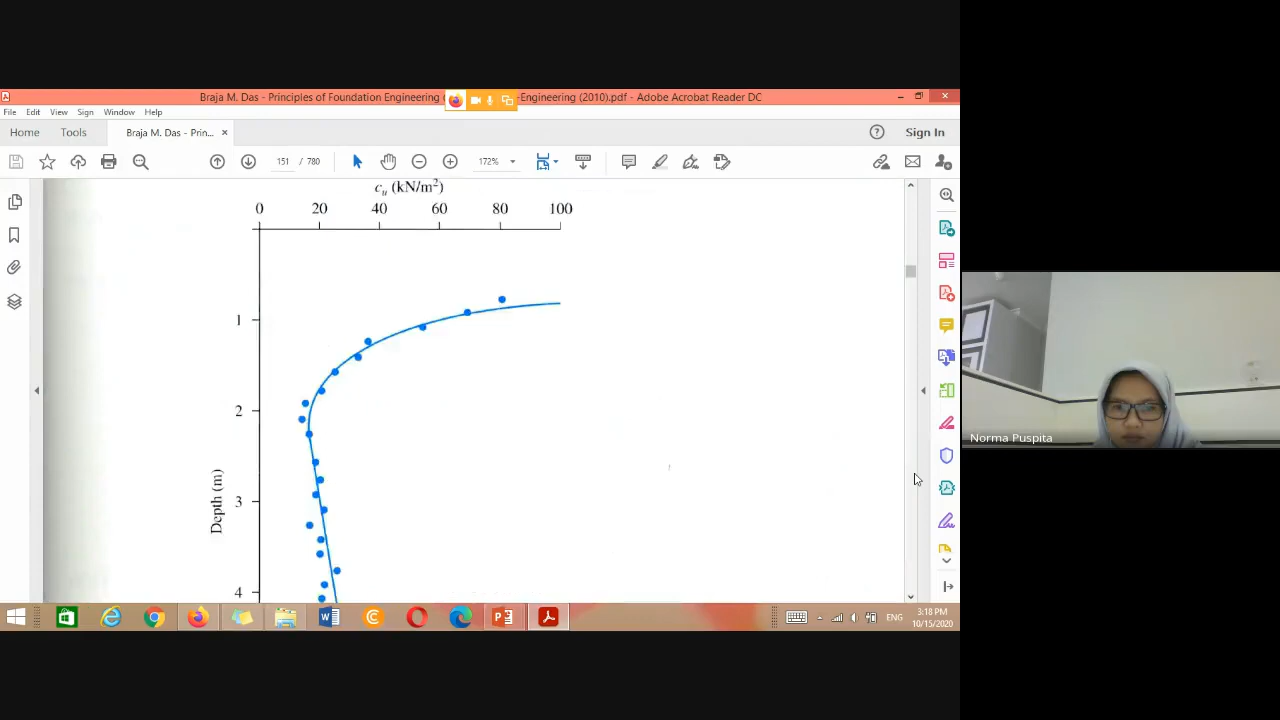 Braja M. Das - Principles of Foundation Engineering (
-Engineering (2010).pdf - Adobe Acrobat Reader DC
File Edit View Sign Window Help
Home Tools Braja M. Das - Prin... × Sign In
151 / 780 172%
c_u (kN/m²)
0 20 40 60 80 100
1
2
3
4
Depth (m)
Norma Puspita
ENG
3:18 PM
10/15/2020